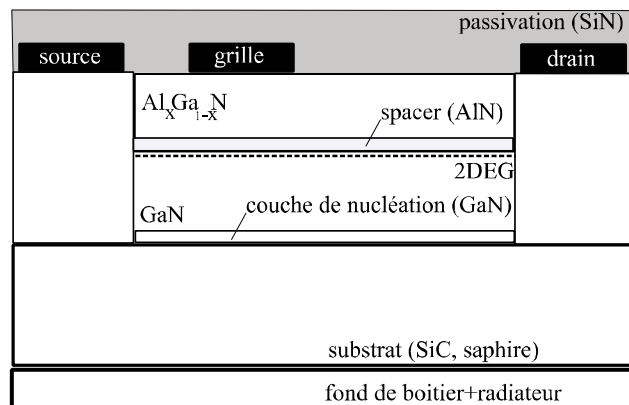 passivation (SiN)
source
grille
drain
AlxGa1-xN
spacer (AlN)
2DEG
couche de nucléation (GaN)
GaN
substrat (SiC, saphire)
fond de boitier+radiateur